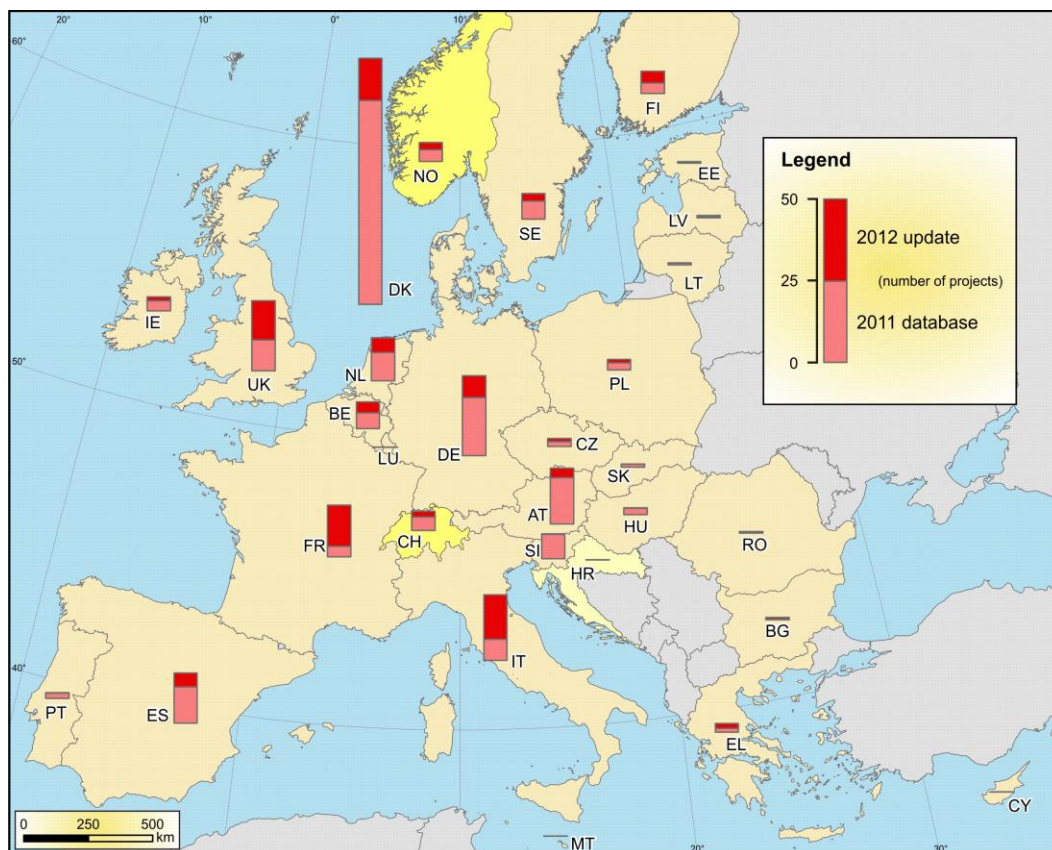 20°
10°
0°
10°
60°
FI
NO
EE
Legend
SE
LV
50
2012 update
LT
DK
25
(number of projects)
IE
2011 database
0
50°
UK
NL
PL
BE
LU
DE
CZ
SK
AT
HU
50°
FR
CH
SI
RO
HR
BG
40°
IT
PT
ES
EL
40°
0
250
500
km
CY
MT
20°
30°